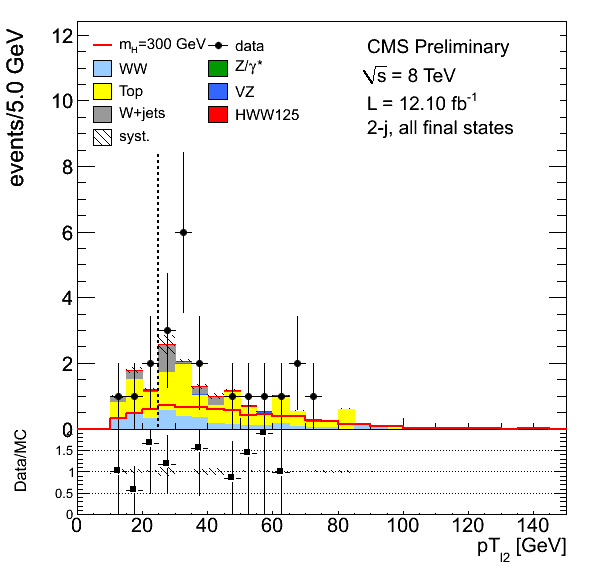 events/5.0 GeV
12
10
8
6
4
2
0
m_H=300 GeV
data
WW
Z/γ*
Top
VZ
W+jets
HWW125
syst.
CMS Preliminary
√s = 8 TeV
L = 12.10 fb⁻¹
2-j, all final states
Data/MC
2
1.5
1
0.5
0
0 20 40 60 80 100 120 140
pT_l2 [GeV]